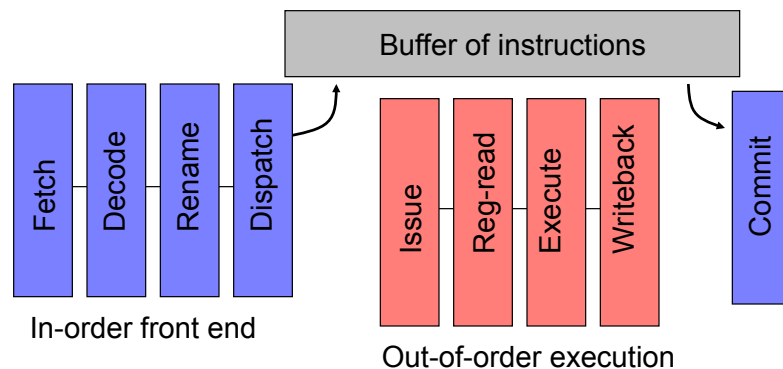 Buffer of instructions
Fetch
Decode
Rename
Dispatch
Issue
Reg-read
Execute
Writeback
Commit
In-order front end
Out-of-order execution